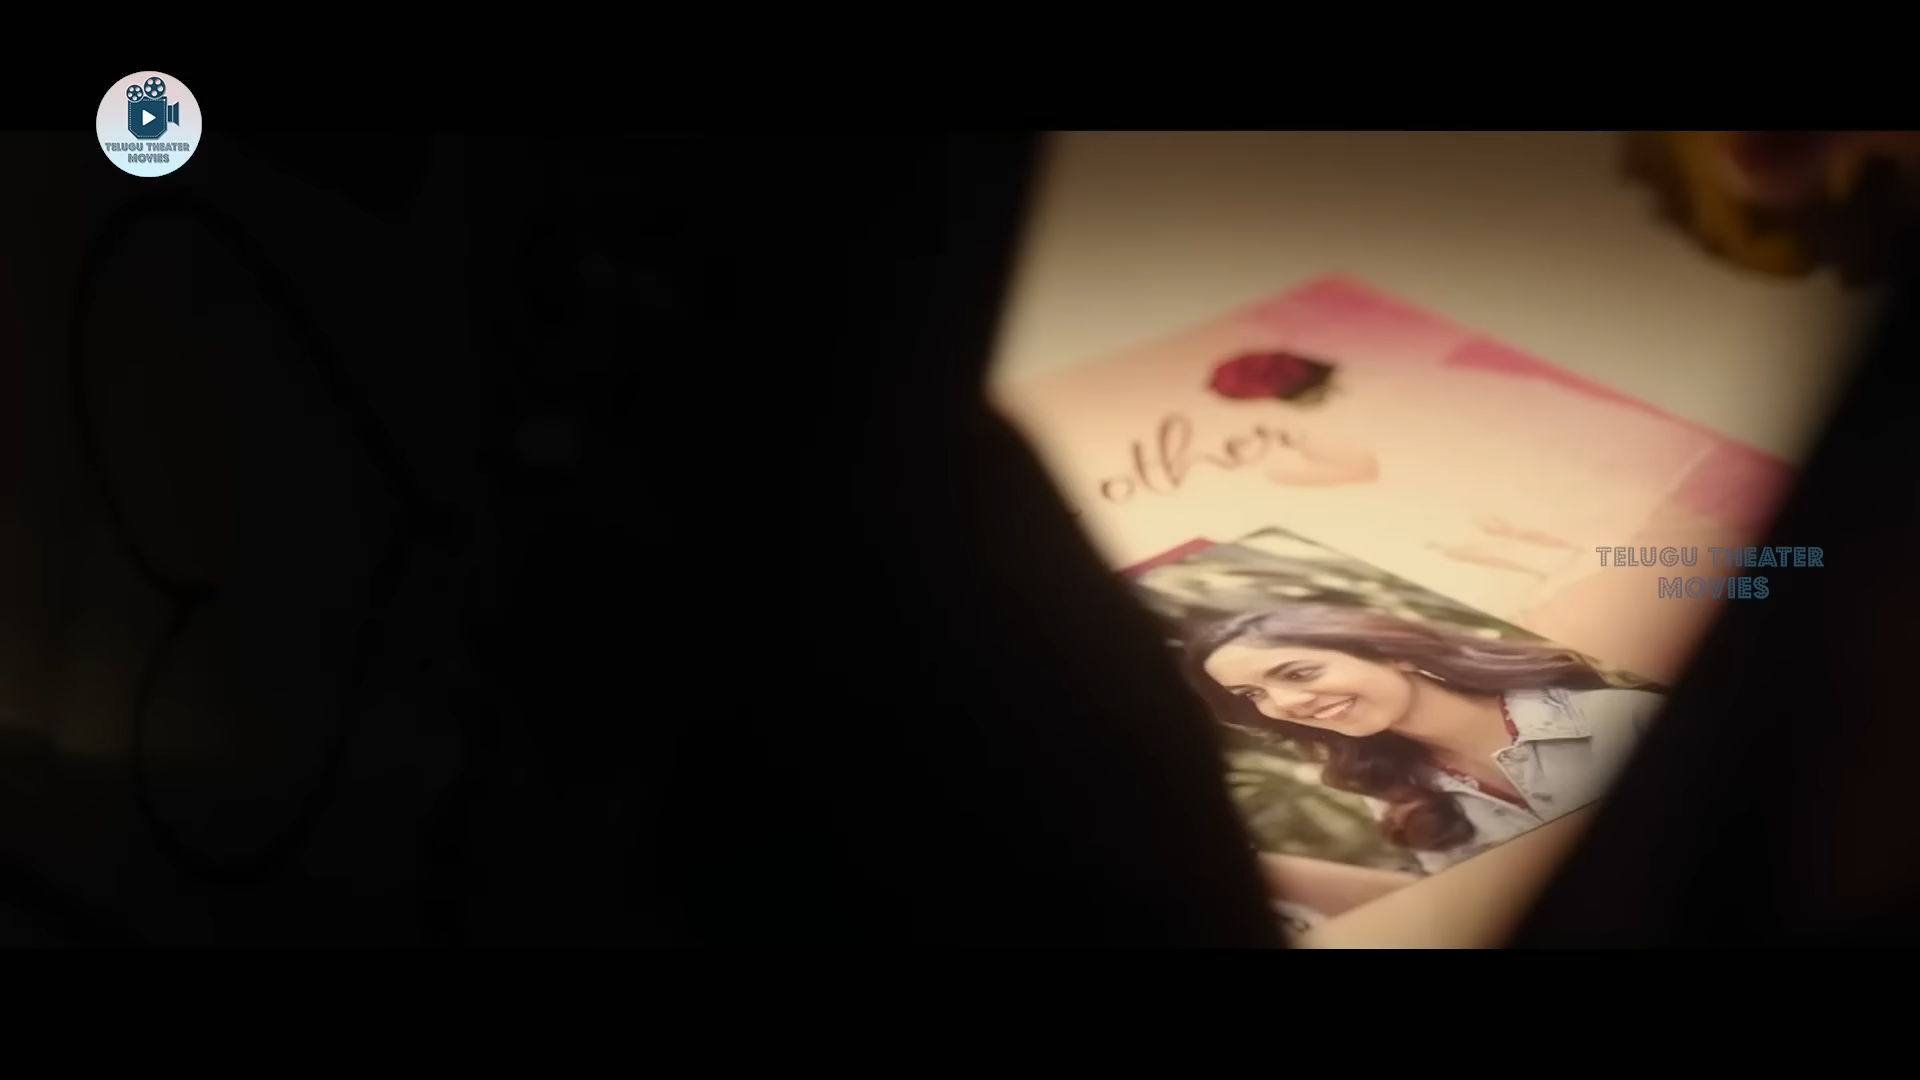 TELUGU THEATER
MOVIES
other
TELUGU THEATER
MOVIES